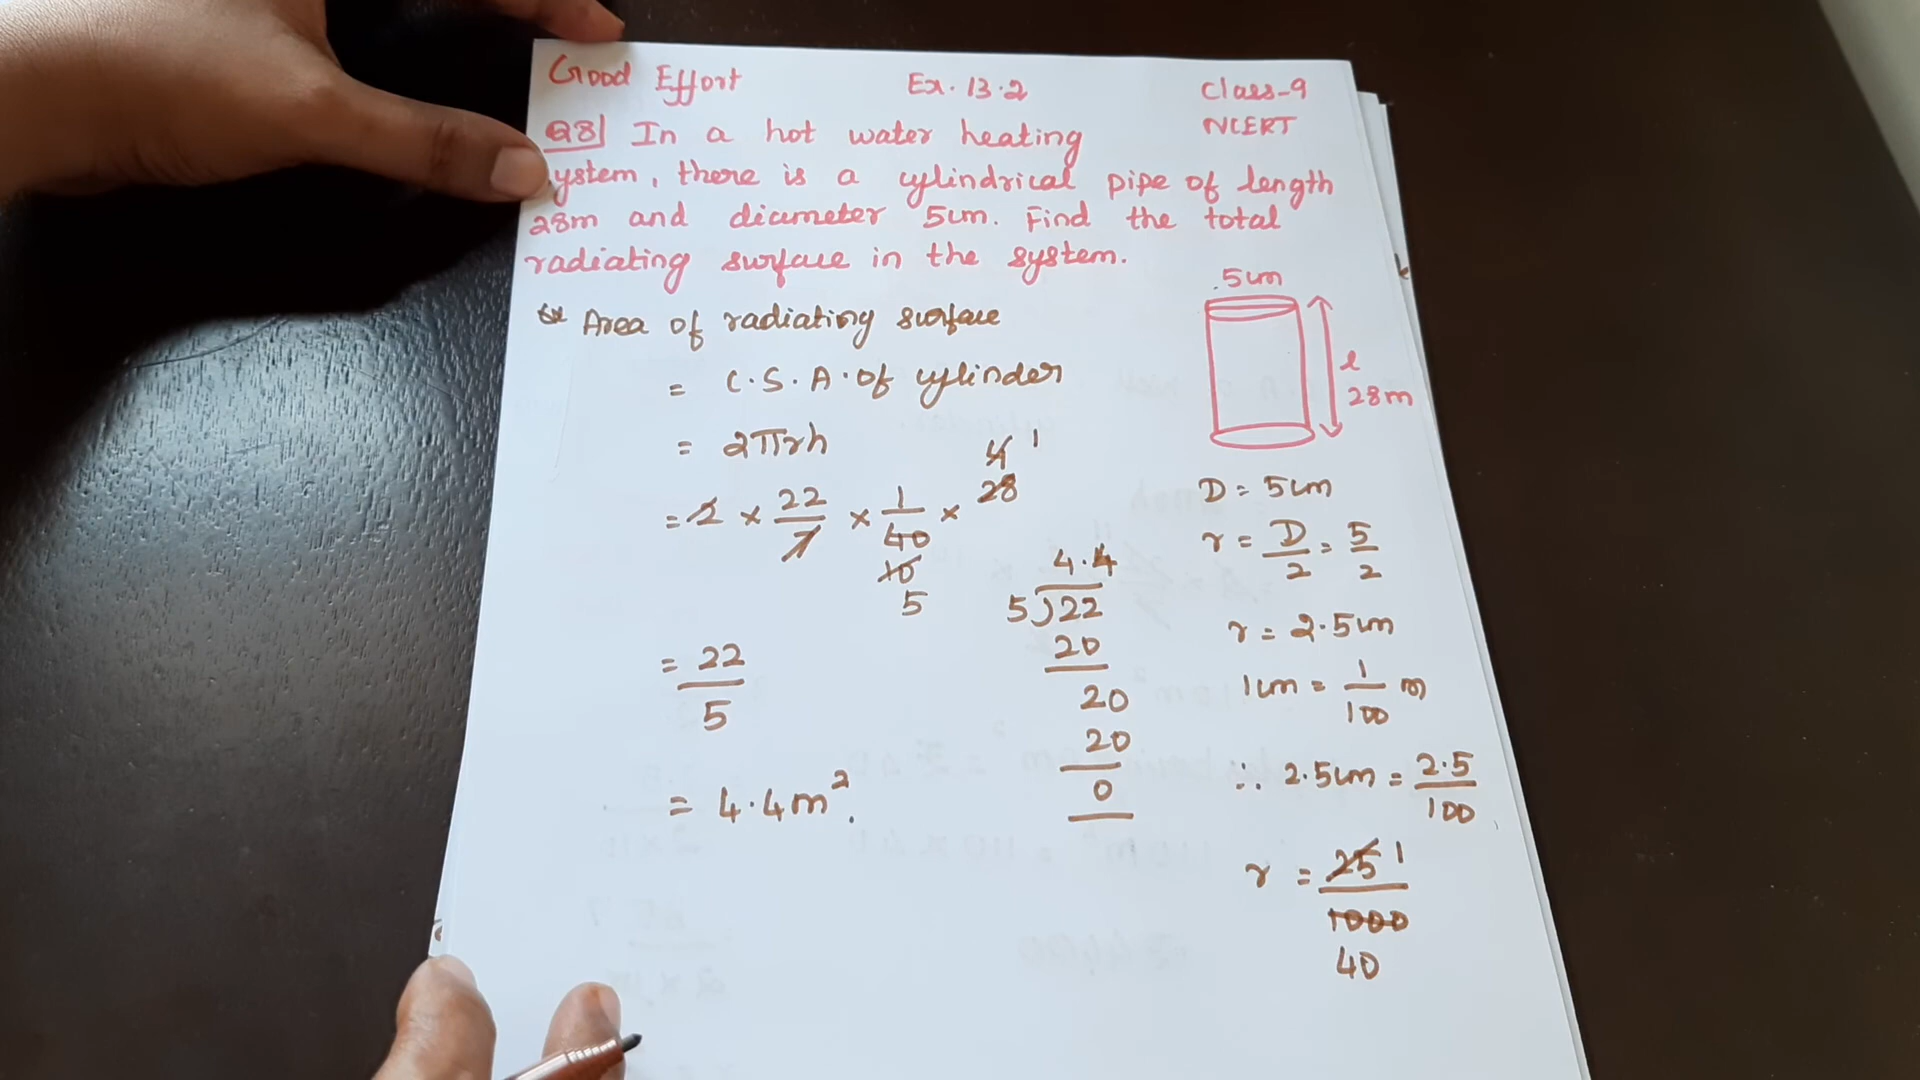 Good Effort Ex. 13.2 Class-9
NCERT
Q8 In a hot water heating
ystem, there is a cylindrical pipe of length
28m and diameter 5cm. Find the total
radiating surface in the system.
5cm
l
28m
Area of radiating surface
= C.S.A. of cylinder
= 2πrh
4 1
= 2 × 22/7 × 1/40 × 28
10
5
= 22/5
= 4.4m².
4.4
5)22
20
20
20
0
D = 5cm
r = D/2 = 5/2
r = 2.5cm
1cm = 1/100 m
∴ 2.5cm = 2.5/100
r = 25 1/1000
40